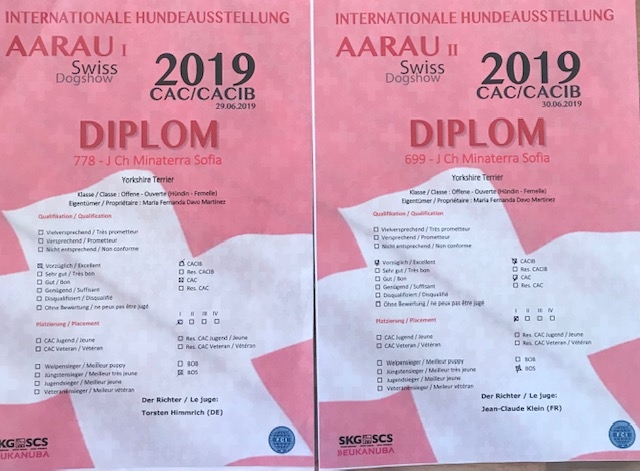 INTERNATIONALE HUNDEAUSSTELLUNG
AARAU I
Swiss
Dogshow
2019
CAC/CACIB
29.06.2019
DIPLOM
778 - J Ch Minaterra Sofia
Yorkshire Terrier
Klasse / Classe : Offene - Ouverte (Hündin - Femelle)
Eigentümer / Propriétaire : Maria Fernanda Davo Martinez
Qualifikation / Qualification
Vielversprechend / Très prometteur
Versprechend / Prometteur
Nicht entsprechend / Non conforme
Vorzüglich / Excellent
Sehr gut / Très bon
Gut / Bon
Genügend / Suffisant
Disqualifiziert / Disqualifié
Ohne Bewertung / ne peux pas être jugé
CACIB
Res. CACIB
CAC
Res. CAC
I II III IV
Platzierung / Placement
CAC Jugend / Jeune
CAC Veteran / Vétéran
Res. CAC Jugend / Jeune
Res. CAC Veteran / Vétéran
Welpensieger / Meilleur puppy
Jüngstensieger / Meilleur très jeune
Jugendsieger / Meilleur jeune
Veteranensieger / Meileur vétéran
BOB
BOS
Der Richter / Le juge:
Torsten Himmrich (DE)
SKG SCS
EUKANUBA
FCI
INTERNATIONALE HUNDEAUSSTELLUNG
AARAU II
Swiss
Dogshow
2019
CAC/CACIB
30.06.2019
DIPLOM
699 - J Ch Minaterra Sofia
Yorkshire Terrier
Klasse / Classe : Offene - Ouverte (Hündin - Femelle)
Eigentümer / Propriétaire : Maria Fernanda Davo Martinez
Qualifikation / Qualification
Vielversprechend / Très prometteur
Versprechend / Prometteur
Nicht entsprechend / Non conforme
Vorzüglich / Excellent
Sehr gut / Très bon
Gut / Bon
Genügend / Suffisant
Disqualifiziert / Disqualifié
Ohne Bewertung / ne peux pas être jugé
CACIB
Res. CACIB
CAC
Res. CAC
I II III IV
Platzierung / Placement
CAC Jugend / Jeune
CAC Veteran / Vétéran
Res. CAC Jugend / Jeune
Res. CAC Veteran / Vétéran
Welpensieger / Meilleur puppy
Jüngstensieger / Meilleur très jeune
Jugendsieger / Meilleur jeune
Veteranensieger / Meileur vétéran
BOB
BOS
Der Richter / Le juge:
Jean-Claude Klein (FR)
SKG SCS
EUKANUBA
FCI